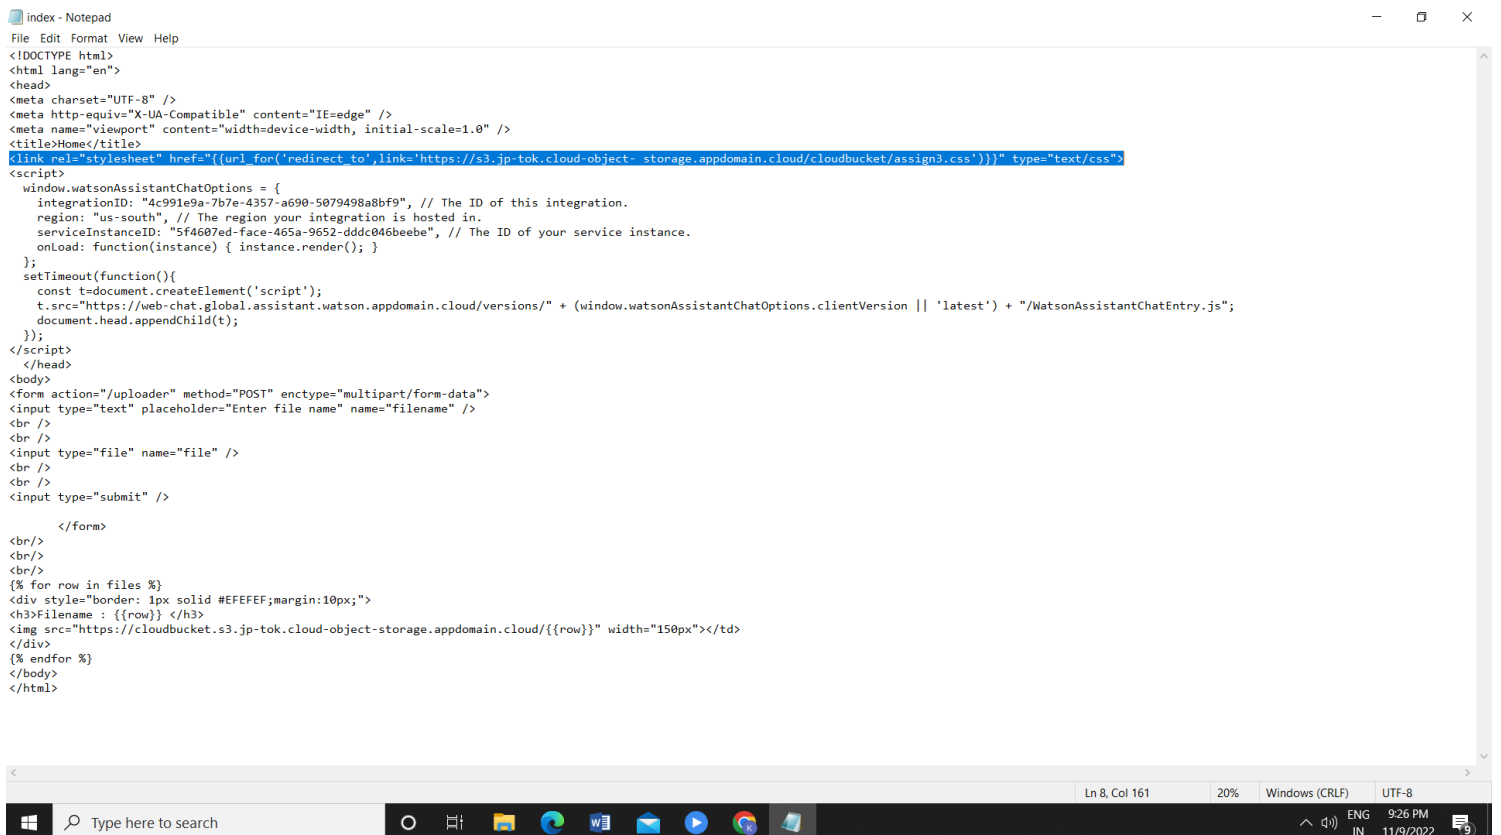 index - Notepad
File Edit Format View Help
<!DOCTYPE html>
<html lang="en">
<head>
<meta charset="UTF-8" />
<meta http-equiv="X-UA-Compatible" content="IE=edge" />
<meta name="viewport" content="width=device-width, initial-scale=1.0" />
<title>Home</title>
<link rel="stylesheet" href="{{url_for('redirect_to',link='https://s3.jp-tok.cloud-object- storage.appdomain.cloud/cloudbucket/assign3.css')}}" type="text/css">
<script>
  window.watsonAssistantChatOptions = {
    integrationID: "4c991e9a-7b7e-4357-a690-5079498a8bf9", // The ID of this integration.
    region: "us-south", // The region your integration is hosted in.
    serviceInstanceID: "5f4607ed-face-465a-9652-dddc046beebe", // The ID of your service instance.
    onLoad: function(instance) { instance.render(); }
  };
  setTimeout(function(){
    const t=document.createElement('script');
    t.src="https://web-chat.global.assistant.watson.appdomain.cloud/versions/" + (window.watsonAssistantChatOptions.clientVersion || 'latest') + "/WatsonAssistantChatEntry.js";
    document.head.appendChild(t);
  });
</script>
  </head>
<body>
<form action="/uploader" method="POST" enctype="multipart/form-data">
<input type="text" placeholder="Enter file name" name="filename" />
<br />
<br />
<input type="file" name="file" />
<br />
<br />
<input type="submit" />
       </form>
<br/>
<br/>
<br/>
{% for row in files %}
<div style="border: 1px solid #EFEFEF;margin:10px;">
<h3>Filename : {{row}} </h3>
<img src="https://cloudbucket.s3.jp-tok.cloud-object-storage.appdomain.cloud/{{row}}" width="150px"></td>
</div>
{% endfor %}
</body>
</html>
Ln 8, Col 161 20% Windows (CRLF) UTF-8
Type here to search
ENG
IN
9:26 PM
11/9/2022
9